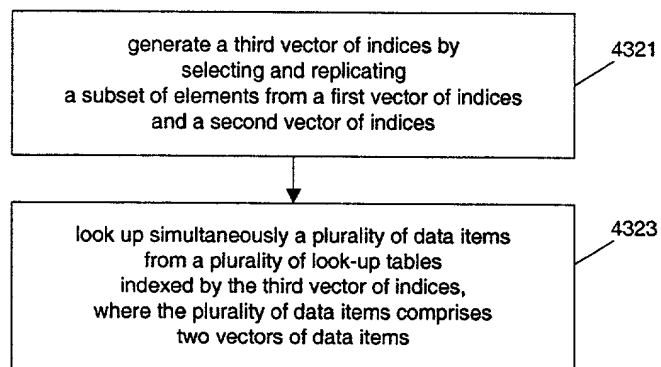 generate a third vector of indices by
selecting and replicating
a subset of elements from a first vector of indices
and a second vector of indices
4321
look up simultaneously a plurality of data items
from a plurality of look-up tables
indexed by the third vector of indices,
where the plurality of data items comprises
two vectors of data items
4323